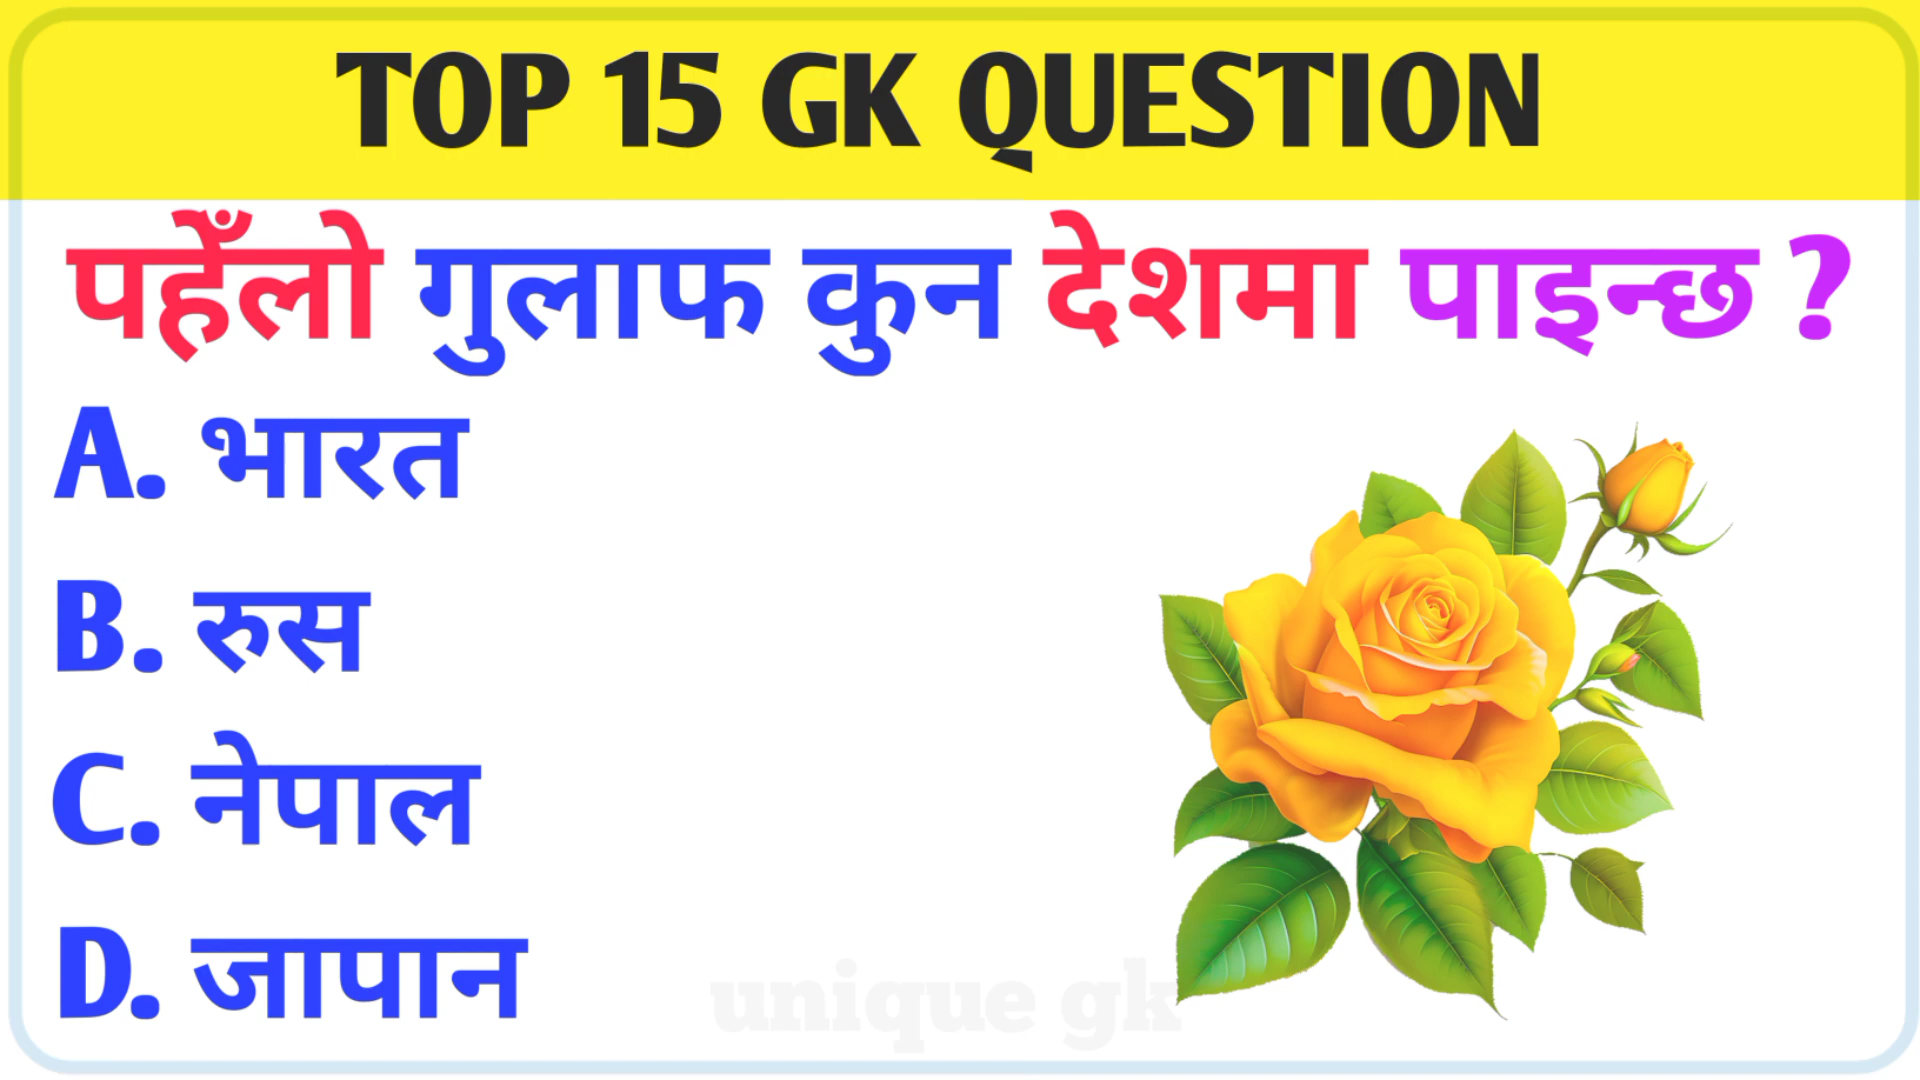 TOP 15 GK QUESTION
पहेँलो गुलाफ कुन देशमा पाइन्छ ?
A. भारत
B. रुस
C. नेपाल
D. जापान
unique gk